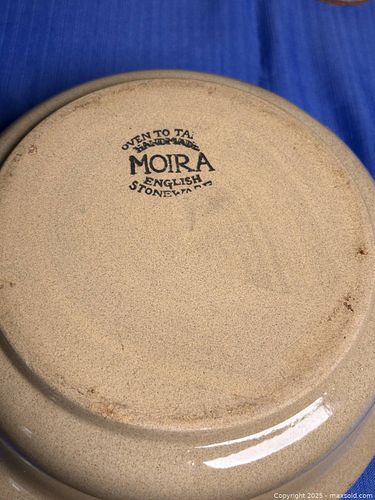 OVEN TO
HANDMADE
MOIRA
ENGLISH
STONEWARE
Copyright © 2025 - maxsold.com